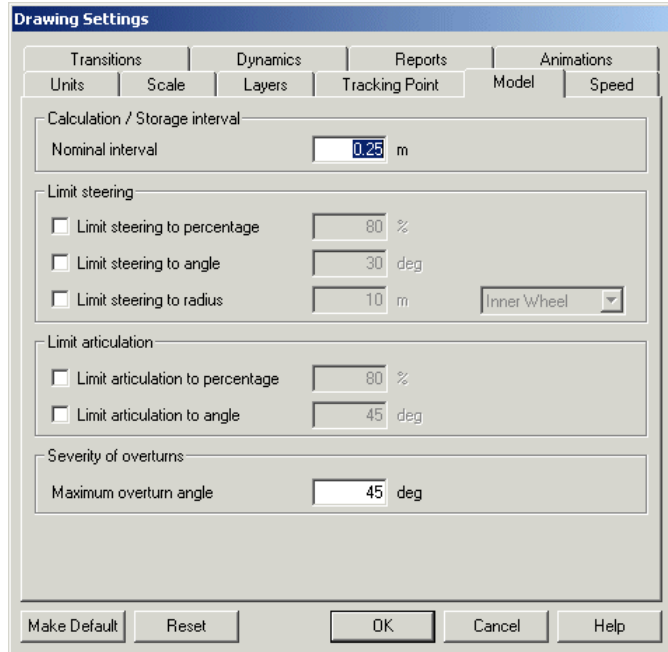 Drawing Settings
Transitions Dynamics Reports Animations
Units Scale Layers Tracking Point Model Speed
Calculation / Storage interval
Nominal interval 0.25 m
Limit steering
Limit steering to percentage 80 %
Limit steering to angle 30 deg
Limit steering to radius 10 m Inner Wheel
Limit articulation
Limit articulation to percentage 80 %
Limit articulation to angle 45 deg
Severity of overturns
Maximum overturn angle 45 deg
Make Default Reset OK Cancel Help